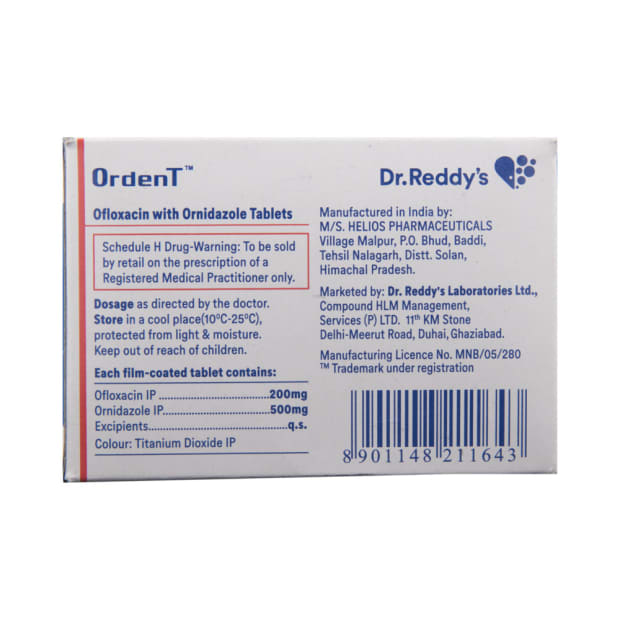 OrdenT™
Ofloxacin with Ornidazole Tablets
Schedule H Drug-Warning: To be sold
by retail on the prescription of a
Registered Medical Practitioner only.
Dosage as directed by the doctor.
Store in a cool place(10ºC-25ºC),
protected from light & moisture.
Keep out of reach of children.
Each film-coated tablet contains:
Ofloxacin IP ..............................200mg
Ornidazole IP.............................500mg
Excipients......................................q.s.
Colour: Titanium Dioxide IP
Dr.Reddy's
Manufactured in India by:
M/S. HELIOS PHARMACEUTICALS
Village Malpur, P.O. Bhud, Baddi,
Tehsil Nalagarh, Distt. Solan,
Himachal Pradesh.
Marketed by: Dr. Reddy's Laboratories Ltd.,
Compound HLM Management,
Services (P) LTD. 11th KM Stone
Delhi-Meerut Road, Duhai, Ghaziabad.
Manufacturing Licence No. MNB/05/280
™ Trademark under registration
8 901148 211643